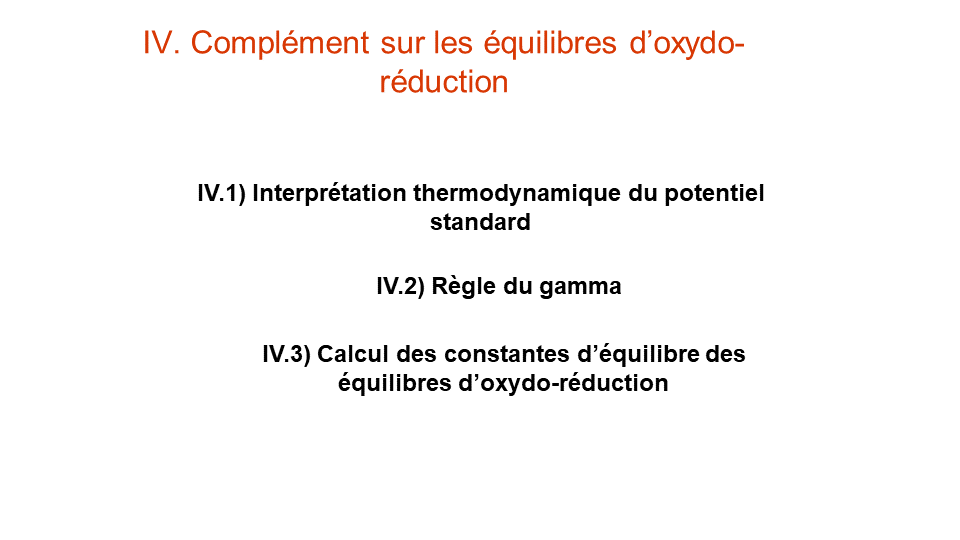 IV. Complément sur les équilibres d’oxydo-
réduction
IV.1) Interprétation thermodynamique du potentiel
standard
IV.2) Règle du gamma
IV.3) Calcul des constantes d’équilibre des
équilibres d’oxydo-réduction